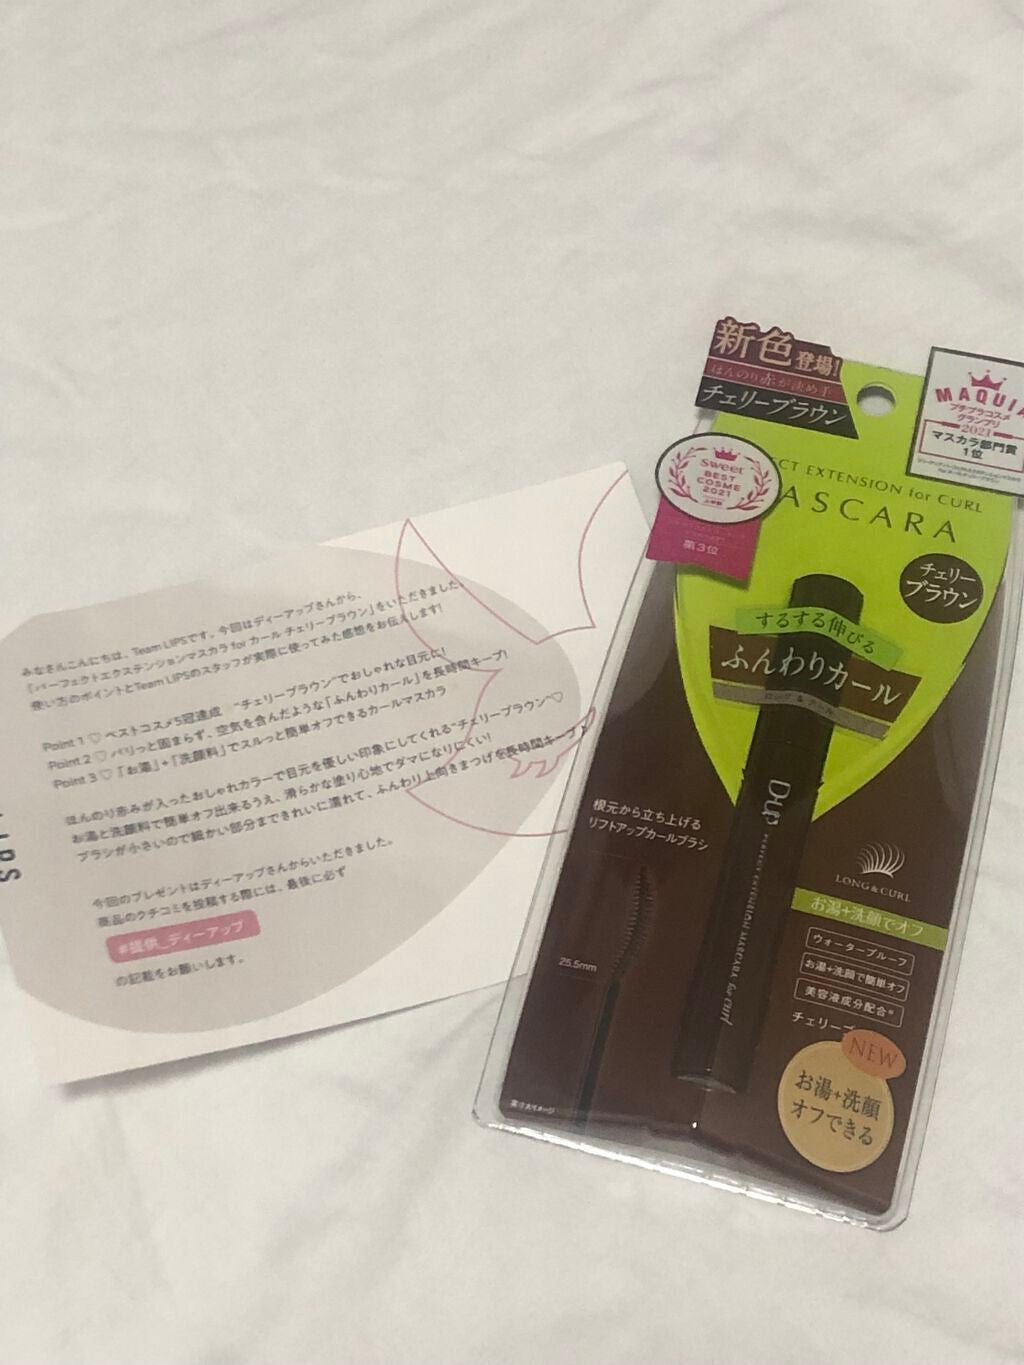 みなさんこんにちは、Team LIPSです。今回はディーアップさんから、
「パーフェクトエクステンションマスカラ for カール チェリーブラウン」をいただきました
使い方のポイントとTeam LIPSのスタッフが実際に使ってみた感想をお伝えします!
Point 1 ♡ ベストコスメ5冠達成 “チェリーブラウン”でおしゃれな目元に!
Point 2 ♡ パリっと固まらず、空気を含んだような「ふんわりカール」を長時間キープ!
Point 3 ♡ 「お湯」+「洗顔料」でスルっと簡単オフできるカールマスカラ
ほんのり赤みが入ったおしゃれカラーで目元を優しい印象にしてくれる“チェリーブラウン”♡
お湯と洗顔料で簡単オフ出来るうえ、滑らかな塗り心地でダマになりにくい!
ブラシが小さいので細かい部分まできれいに濡れて、ふんわり上向きまつげを長時間キープ♪
今回のプレゼントはディーアップさんからいただきました。
商品のクチコミを投稿する際には、最後に必ず
#提供_ディーアップ
の記載をお願いします。
新色登場!
ほんのり赤が決め手
チェリーブラウン
MAQUIA
プチプラコスメ
グランプリ
2021
マスカラ部門賞
1位
sweet
BEST
COSME
2021
第3位
ECT EXTENSION for CURL
ASCARA
チェリー
ブラウン
するする伸びる
ふんわりカール
ロング&カール
D-up
PERFECT EXTENSION MASCARA for curl
根元から立ち上げる
リフトアップカールブラシ
25.5mm
LONG & CURL
お湯+洗顔でオフ
ウォータープルーフ
お湯+洗顔で簡単オフ
美容液成分配合*
チェリーブ
NEW
お湯+洗顔
オフできる
実寸大イメージ